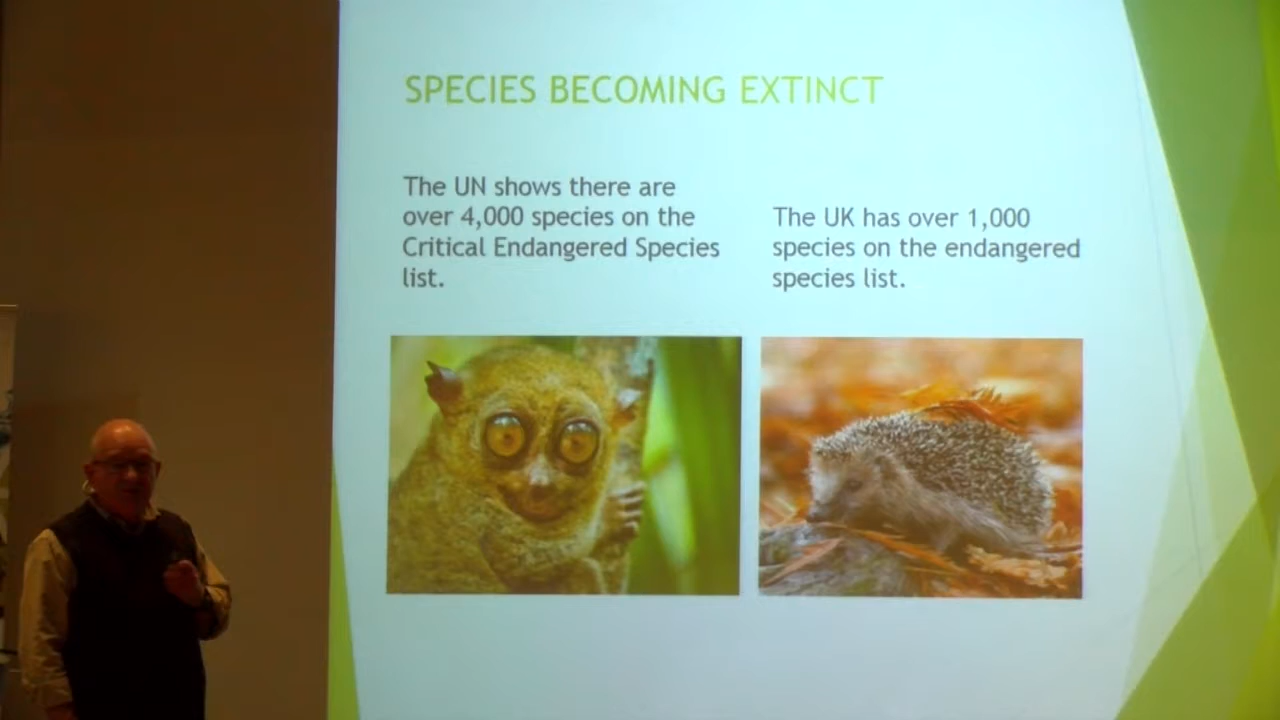 SPECIES BECOMING EXTINCT
The UN shows there are
over 4,000 species on the
Critical Endangered Species
list.
The UK has over 1,000
species on the endangered
species list.